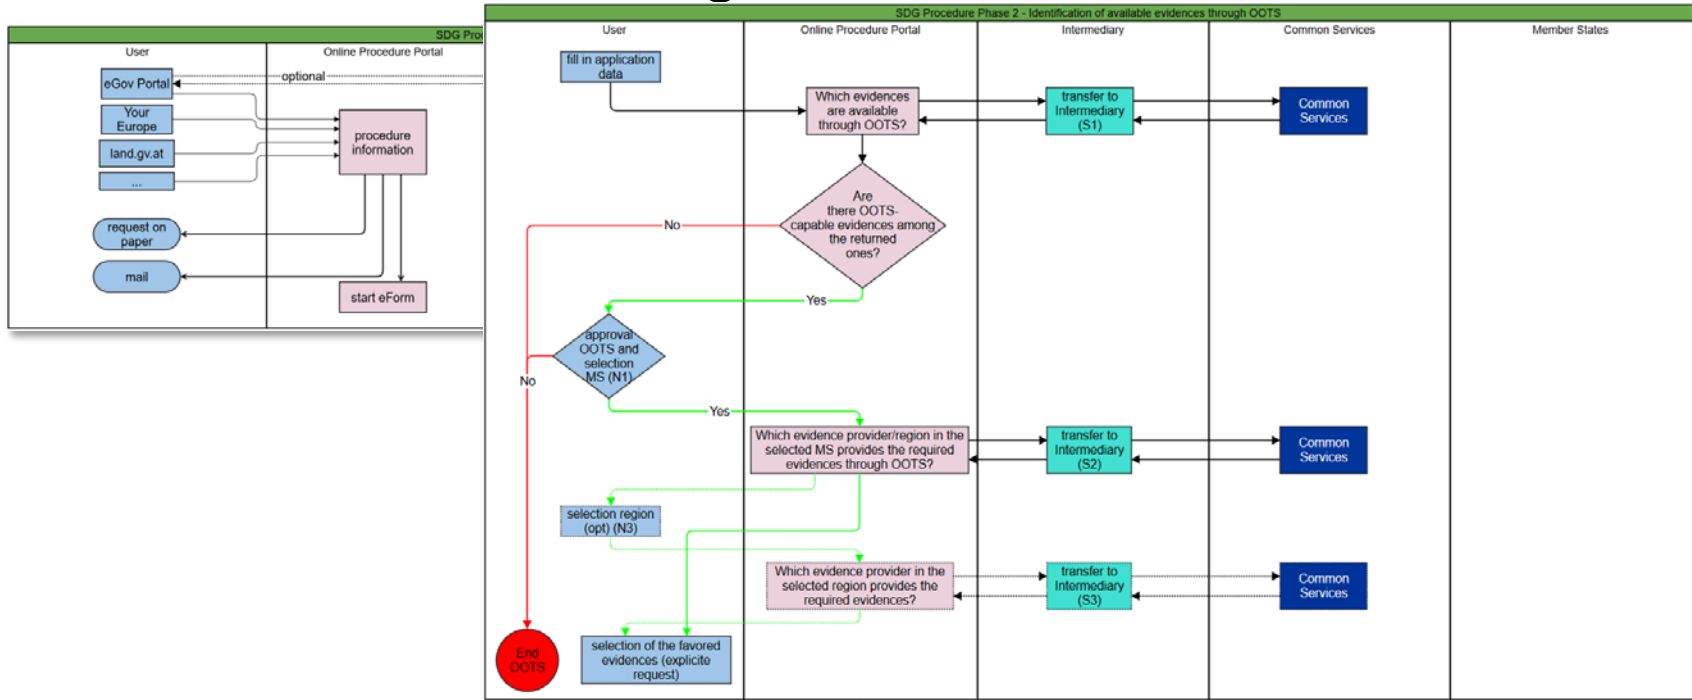 SDG Proc
User
Online Procedure Portal
eGov Portal
optional
Your
Europe
land.gv.at
...
procedure
information
request on
paper
mail
start eForm
SDG Procedure Phase 2 - Identification of available evidences through OOTS
User
Online Procedure Portal
Intermediary
Common Services
Member States
fill in application
data
Which evidences
are available
through OOTS?
transfer to
Intermediary
(S1)
Common
Services
Are
there OOTS-
capable evidences among
the returned
ones?
No
Yes
approval
OOTS and
selection
MS (N1)
No
Yes
Which evidence provider/region in the
selected MS provides the required
evidences through OOTS?
transfer to
Intermediary
(S2)
Common
Services
selection region
(opt) (N3)
Which evidence provider in the
selected region provides the
required evidences?
transfer to
Intermediary
(S3)
Common
Services
End
OOTS
selection of the favored
evidences (explicite
request)